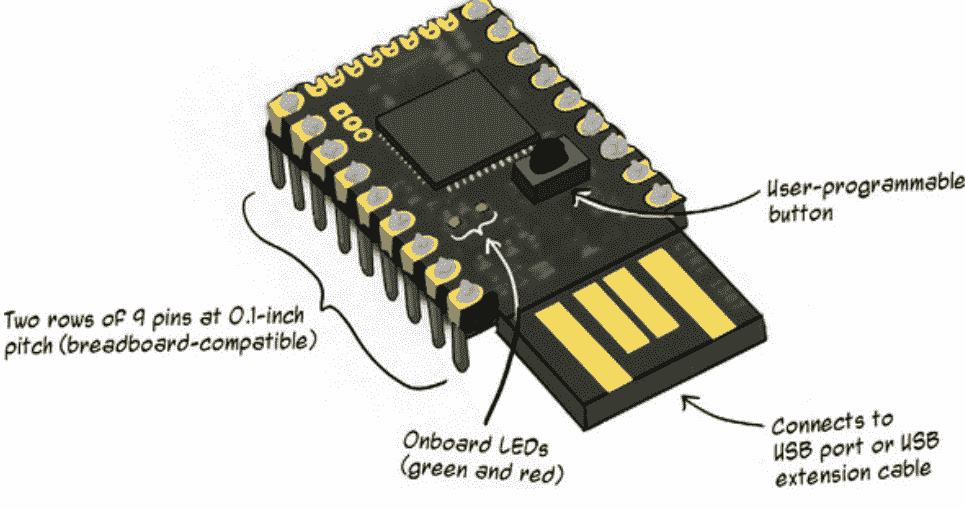 User-programmable
button
Two rows of 9 pins at 0.1-inch
pitch (breadboard-compatible)
Onboard LEDs
(green and red)
Connects to
USB port or USB
extension cable